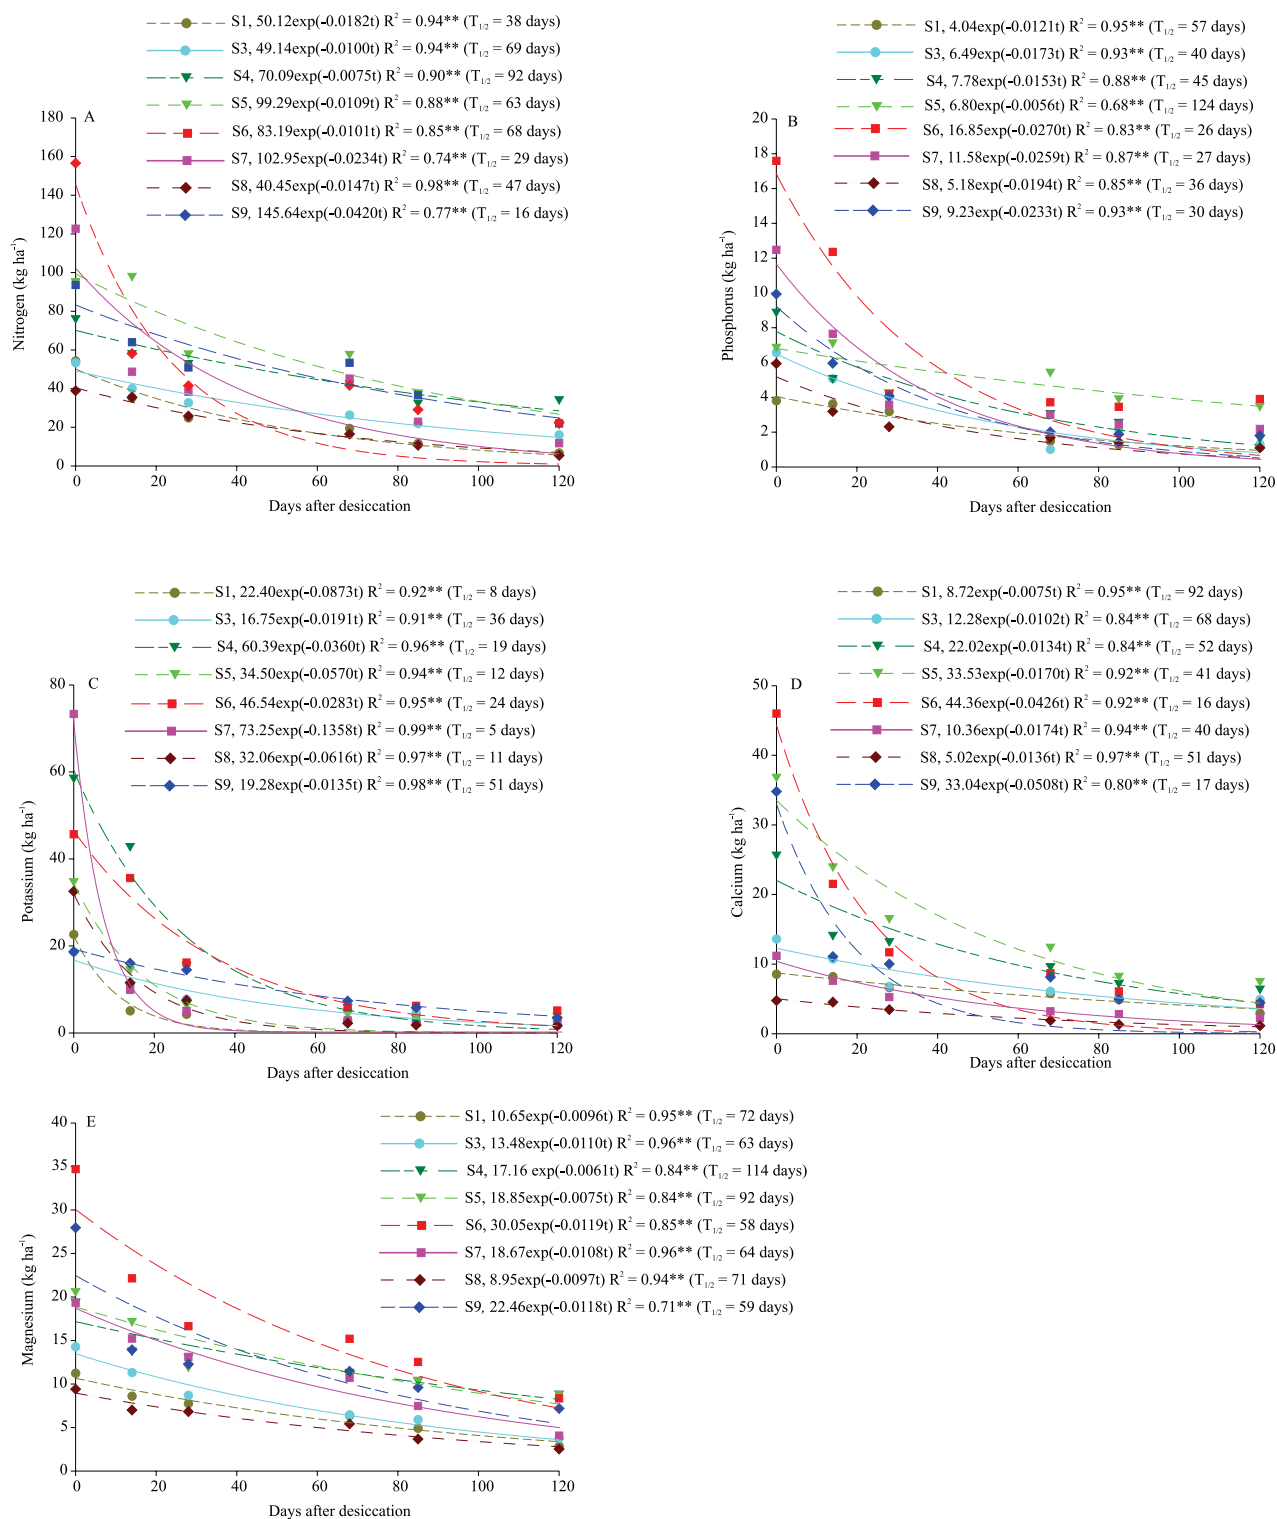 S1, 50.12exp(-0.0182t) R² = 0.94** (T1/2 = 38 days)
S3, 49.14exp(-0.0100t) R² = 0.94** (T1/2 = 69 days)
S4, 70.09exp(-0.0075t) R² = 0.90** (T1/2 = 92 days)
S5, 99.29exp(-0.0109t) R² = 0.88** (T1/2 = 63 days)
S6, 83.19exp(-0.0101t) R² = 0.85** (T1/2 = 68 days)
S7, 102.95exp(-0.0234t) R² = 0.74** (T1/2 = 29 days)
S8, 40.45exp(-0.0147t) R² = 0.98** (T1/2 = 47 days)
S9, 145.64exp(-0.0420t) R² = 0.77** (T1/2 = 16 days)
A
Nitrogen (kg ha⁻¹)
180
160
140
120
100
80
60
40
20
0
0 20 40 60 80 100 120
Days after desiccation
S1, 4.04exp(-0.0121t) R² = 0.95** (T1/2 = 57 days)
S3, 6.49exp(-0.0173t) R² = 0.93** (T1/2 = 40 days)
S4, 7.78exp(-0.0153t) R² = 0.88** (T1/2 = 45 days)
S5, 6.80exp(-0.0056t) R² = 0.68** (T1/2 = 124 days)
S6, 16.85exp(-0.0270t) R² = 0.83** (T1/2 = 26 days)
S7, 11.58exp(-0.0259t) R² = 0.87** (T1/2 = 27 days)
S8, 5.18exp(-0.0194t) R² = 0.85** (T1/2 = 36 days)
S9, 9.23exp(-0.0233t) R² = 0.93** (T1/2 = 30 days)
B
Phosphorus (kg ha⁻¹)
20
18
16
14
12
10
8
6
4
2
0
0 20 40 60 80 100 120
Days after desiccation
S1, 22.40exp(-0.0873t) R² = 0.92** (T1/2 = 8 days)
S3, 16.75exp(-0.0191t) R² = 0.91** (T1/2 = 36 days)
S4, 60.39exp(-0.0360t) R² = 0.96** (T1/2 = 19 days)
S5, 34.50exp(-0.0570t) R² = 0.94** (T1/2 = 12 days)
S6, 46.54exp(-0.0283t) R² = 0.95** (T1/2 = 24 days)
S7, 73.25exp(-0.1358t) R² = 0.99** (T1/2 = 5 days)
S8, 32.06exp(-0.0616t) R² = 0.97** (T1/2 = 11 days)
S9, 19.28exp(-0.0135t) R² = 0.98** (T1/2 = 51 days)
C
Potassium (kg ha⁻¹)
80
60
40
20
0
0 20 40 60 80 100 120
Days after desiccation
S1, 8.72exp(-0.0075t) R² = 0.95** (T1/2 = 92 days)
S3, 12.28exp(-0.0102t) R² = 0.84** (T1/2 = 68 days)
S4, 22.02exp(-0.0134t) R² = 0.84** (T1/2 = 52 days)
S5, 33.53exp(-0.0170t) R² = 0.92** (T1/2 = 41 days)
S6, 44.36exp(-0.0426t) R² = 0.92** (T1/2 = 16 days)
S7, 10.36exp(-0.0174t) R² = 0.94** (T1/2 = 40 days)
S8, 5.02exp(-0.0136t) R² = 0.97** (T1/2 = 51 days)
S9, 33.04exp(-0.0508t) R² = 0.80** (T1/2 = 17 days)
D
Calcium (kg ha⁻¹)
50
40
30
20
10
0
0 20 40 60 80 100 120
Days after desiccation
S1, 10.65exp(-0.0096t) R² = 0.95** (T1/2 = 72 days)
S3, 13.48exp(-0.0110t) R² = 0.96** (T1/2 = 63 days)
S4, 17.16 exp(-0.0061t) R² = 0.84** (T1/2 = 114 days)
S5, 18.85exp(-0.0075t) R² = 0.84** (T1/2 = 92 days)
S6, 30.05exp(-0.0119t) R² = 0.85** (T1/2 = 58 days)
S7, 18.67exp(-0.0108t) R² = 0.96** (T1/2 = 64 days)
S8, 8.95exp(-0.0097t) R² = 0.94** (T1/2 = 71 days)
S9, 22.46exp(-0.0118t) R² = 0.71** (T1/2 = 59 days)
E
Magnesium (kg ha⁻¹)
40
35
30
25
20
15
10
5
0
0 20 40 60 80 100 120
Days after desiccation